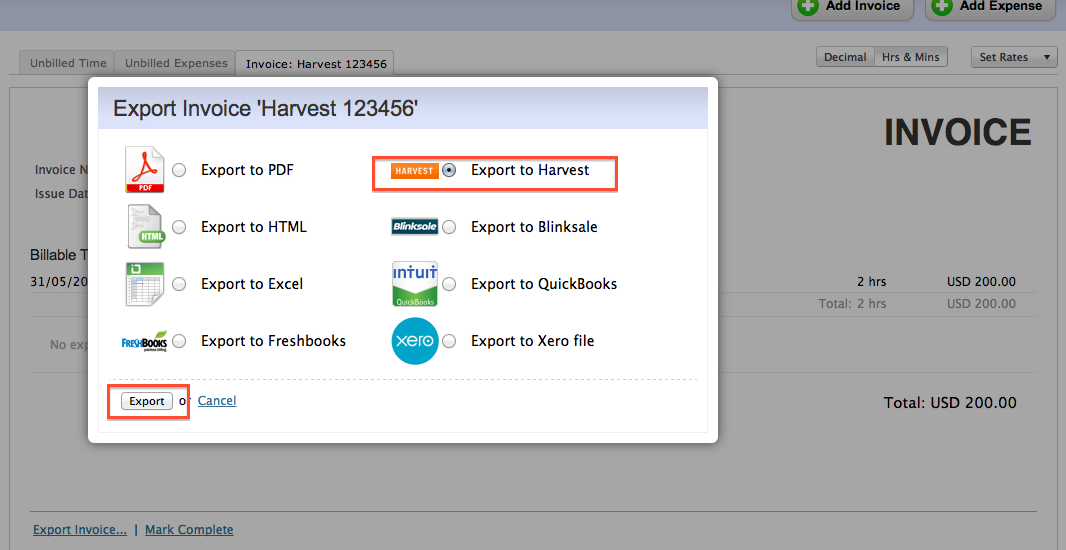 Add Invoice
Add Expense
Unbilled Time
Unbilled Expenses
Invoice: Harvest 123456
Decimal
Hrs & Mins
Set Rates
Export Invoice 'Harvest 123456'
INVOICE
Invoice N
Issue Dat
PDF
Export to PDF
HARVEST
Export to Harvest
HTML
Export to HTML
Blinksale
Export to Blinksale
Billable T
31/05/20
2 hrs
USD 200.00
Export to Excel
intuit
QuickBooks
Export to QuickBooks
Total: 2 hrs
USD 200.00
No exp
FRESHBOOKS
painless billing
Export to Freshbooks
xero
Export to Xero file
Export
or
Cancel
Total: USD 200.00
Export Invoice...
|
Mark Complete